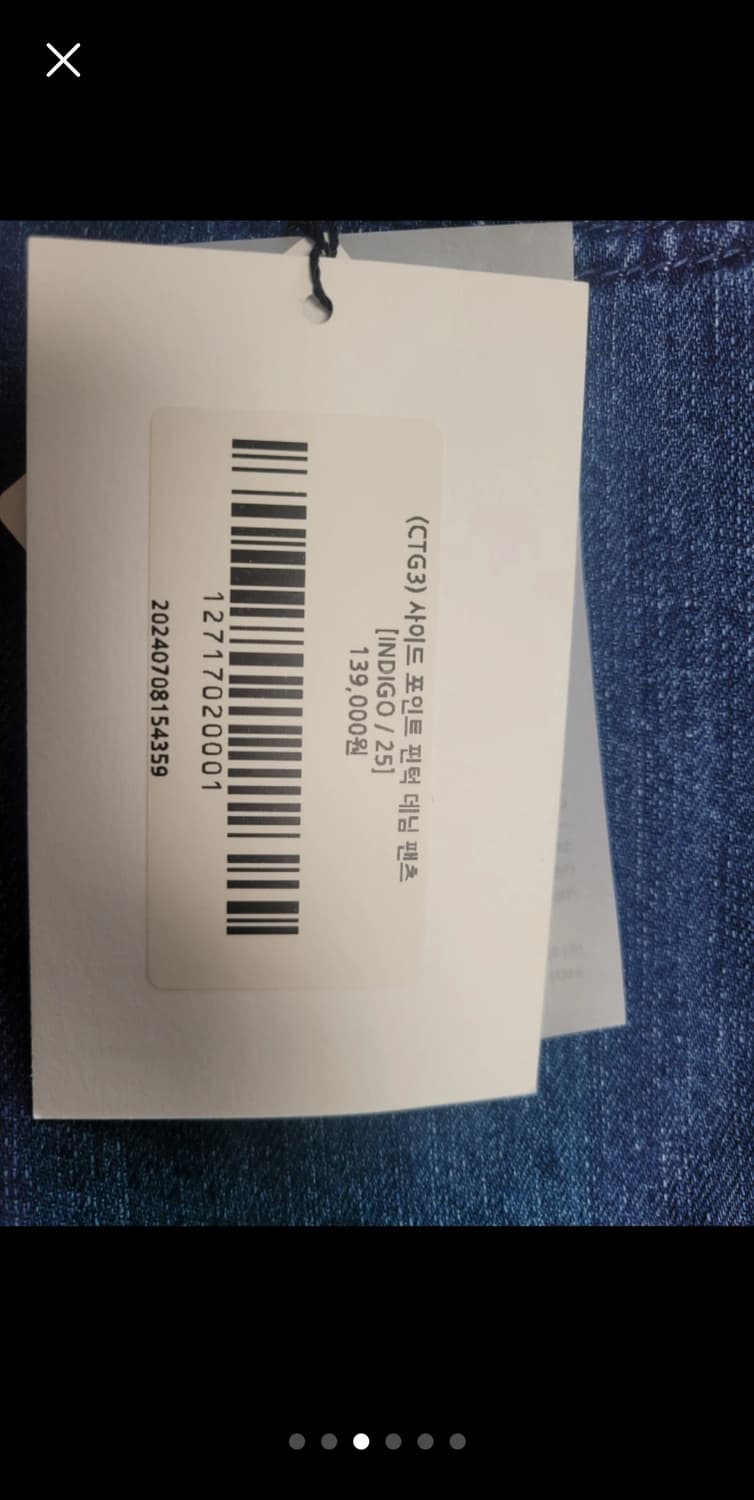 (CTG3) 사이드 포인트 핀턱 데님 팬츠
[INDIGO / 25]
139,000원
12717020001
20240708154359